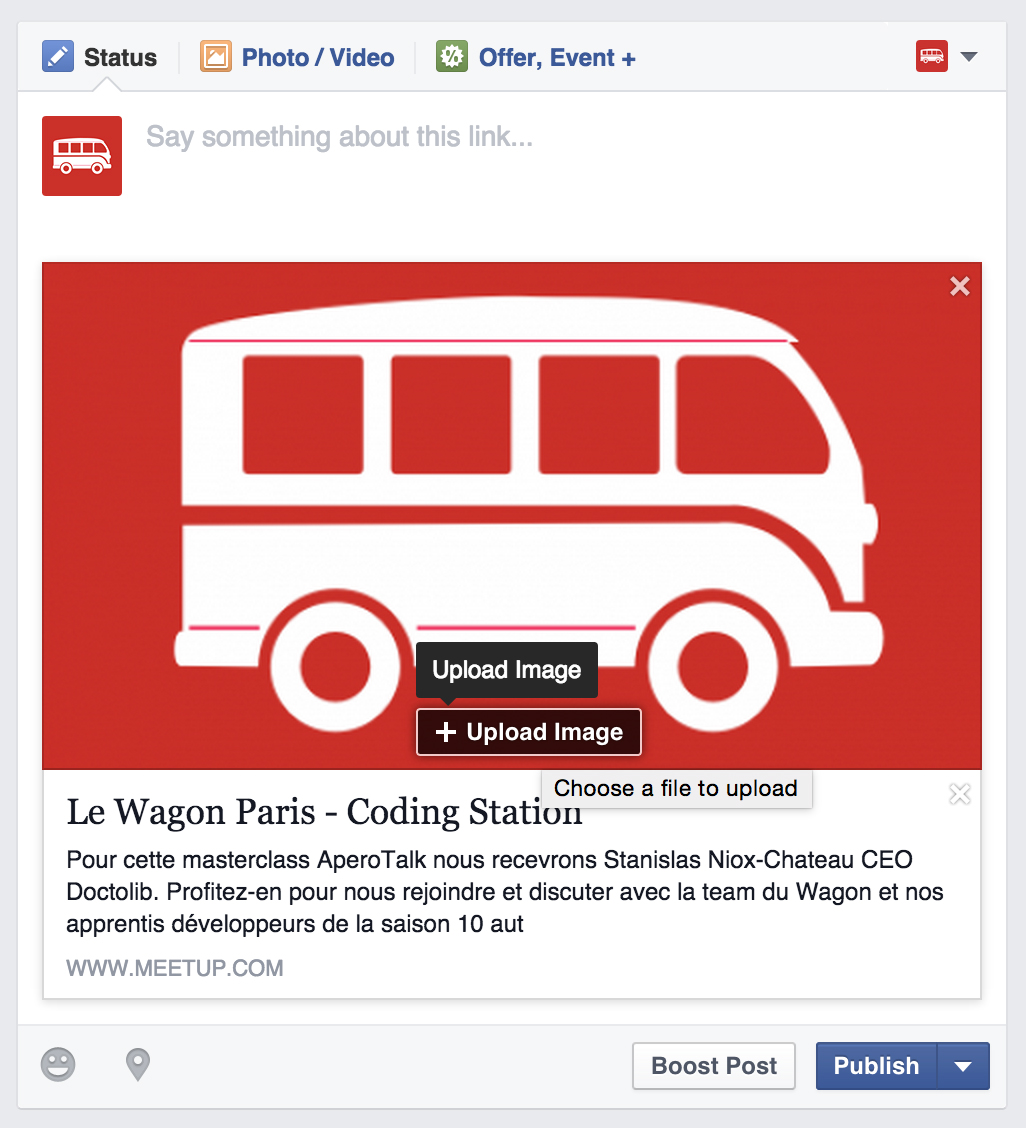 Status Photo / Video Offer, Event +
Say something about this link...
Upload Image
+ Upload Image
Choose a file to upload
Le Wagon Paris - Coding Station
Pour cette masterclass AperoTalk nous recevrons Stanislas Niox-Chateau CEO
Doctolib. Profitez-en pour nous rejoindre et discuter avec la team du Wagon et nos
apprentis développeurs de la saison 10 aut
WWW.MEETUP.COM
Boost Post Publish